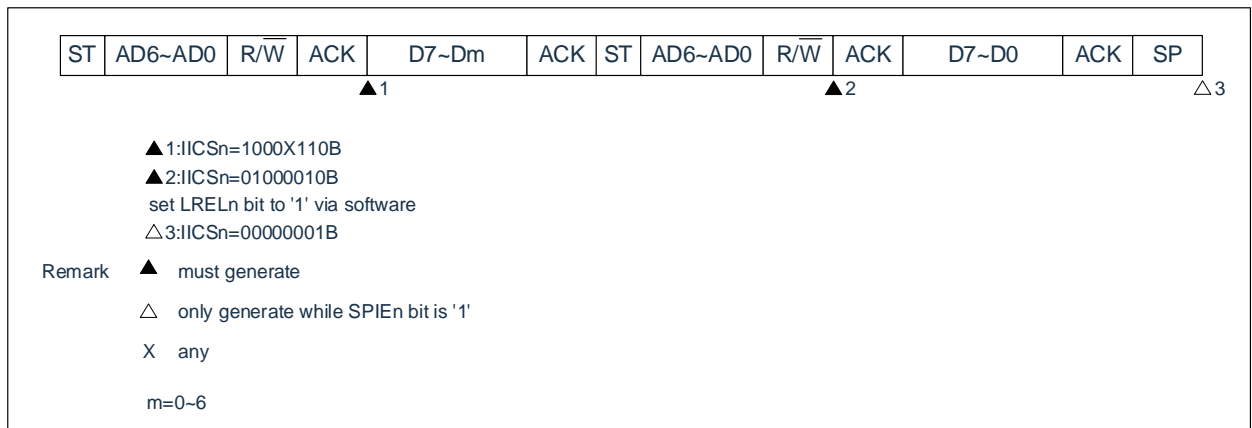 ST AD6~AD0 R/W̅ ACK D7~Dm ACK ST AD6~AD0 R/W̅ ACK D7~D0 ACK SP
▲1 ▲2 △3
▲1:IICSn=1000X110B
▲2:IICSn=01000010B
set LRELn bit to '1' via software
△3:IICSn=00000001B
Remark ▲ must generate
△ only generate while SPIEn bit is '1'
X any
m=0~6